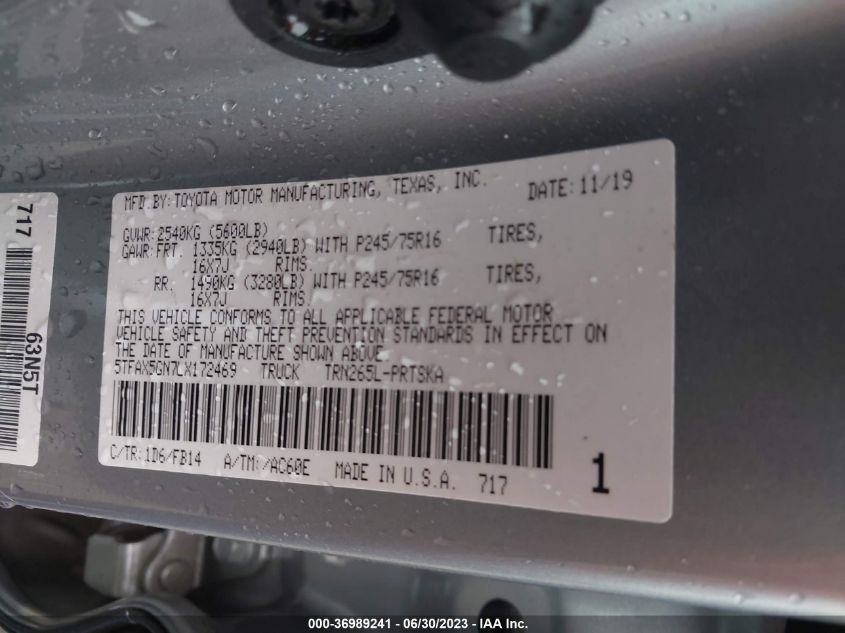 MFD.BY:TOYOTA MOTOR MANUFACTURING, TEXAS, INC. DATE:11/19
GVWR:2540KG (5600LB)
GAWR:FRT. 1335KG (2940LB) WITH P245/75R16 TIRES,
16X7J RIMS.
RR. 1490KG (3280LB) WITH P245/75R16 TIRES,
16X7J RIMS.
THIS VEHICLE CONFORMS TO ALL APPLICABLE FEDERAL MOTOR
VEHICLE SAFETY AND THEFT PREVENTION STANDARDS IN EFFECT ON
THE DATE OF MANUFACTURE SHOWN ABOVE.
5TFAX5GN7LX172469 TRUCK TRN265L-PRTSKA
C/TR:1D6/FB14 A/TM:/AC60E MADE IN U.S.A. 717 1
717
63N5T
000-36989241 - 06/30/2023 - IAA Inc.